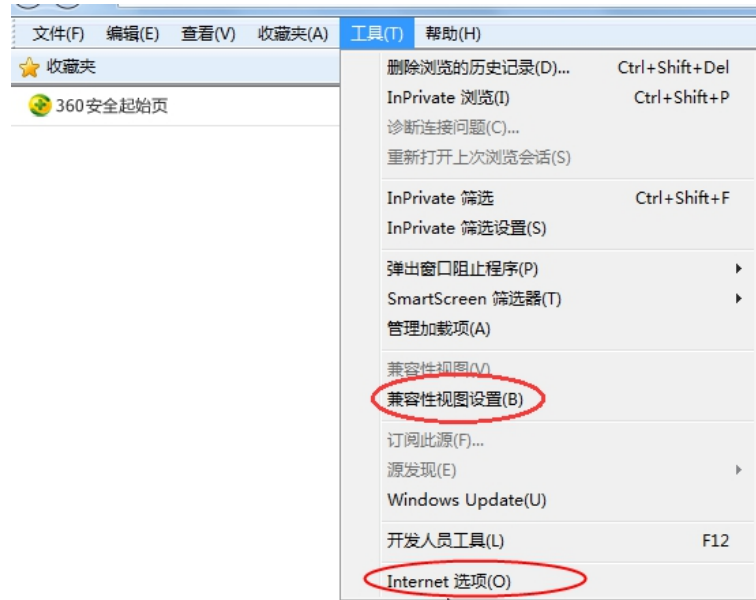 文件(F) 编辑(E) 查看(V) 收藏夹(A) 工具(T) 帮助(H)
收藏夹
360安全起始页
删除浏览的历史记录(D)... Ctrl+Shift+Del
InPrivate 浏览(I) Ctrl+Shift+P
诊断连接问题(C)...
重新打开上次浏览会话(S)
InPrivate 筛选 Ctrl+Shift+F
InPrivate 筛选设置(S)
弹出窗口阻止程序(P)
SmartScreen 筛选器(T)
管理加载项(A)
兼容性视图(V)
兼容性视图设置(B)
订阅此源(F)...
源发现(E)
Windows Update(U)
开发人员工具(L) F12
Internet 选项(O)